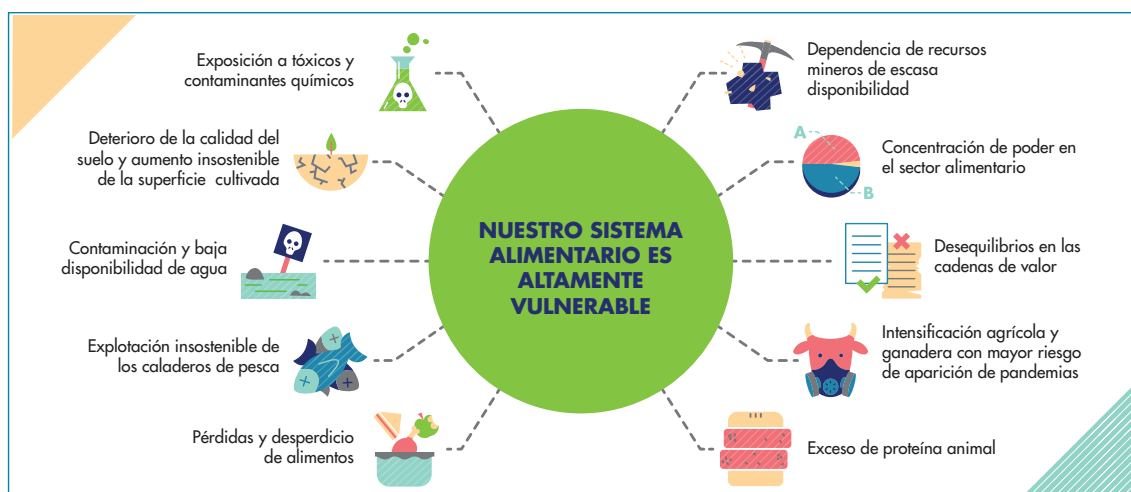 Exposición a tóxicos y
contaminantes químicos
Deterioro de la calidad del
suelo y aumento insostenible
de la superficie cultivada
Contaminación y baja
disponibilidad de agua
Explotación insostenible de
los caladeros de pesca
Pérdidas y desperdicio
de alimentos
NUESTRO SISTEMA
ALIMENTARIO ES
ALTAMENTE
VULNERABLE
Dependencia de recursos
mineros de escasa
disponibilidad
A
B
Concentración de poder en
el sector alimentario
Desequilibrios en las
cadenas de valor
Intensificación agrícola y
ganadera con mayor riesgo
de aparición de pandemias
Exceso de proteína animal